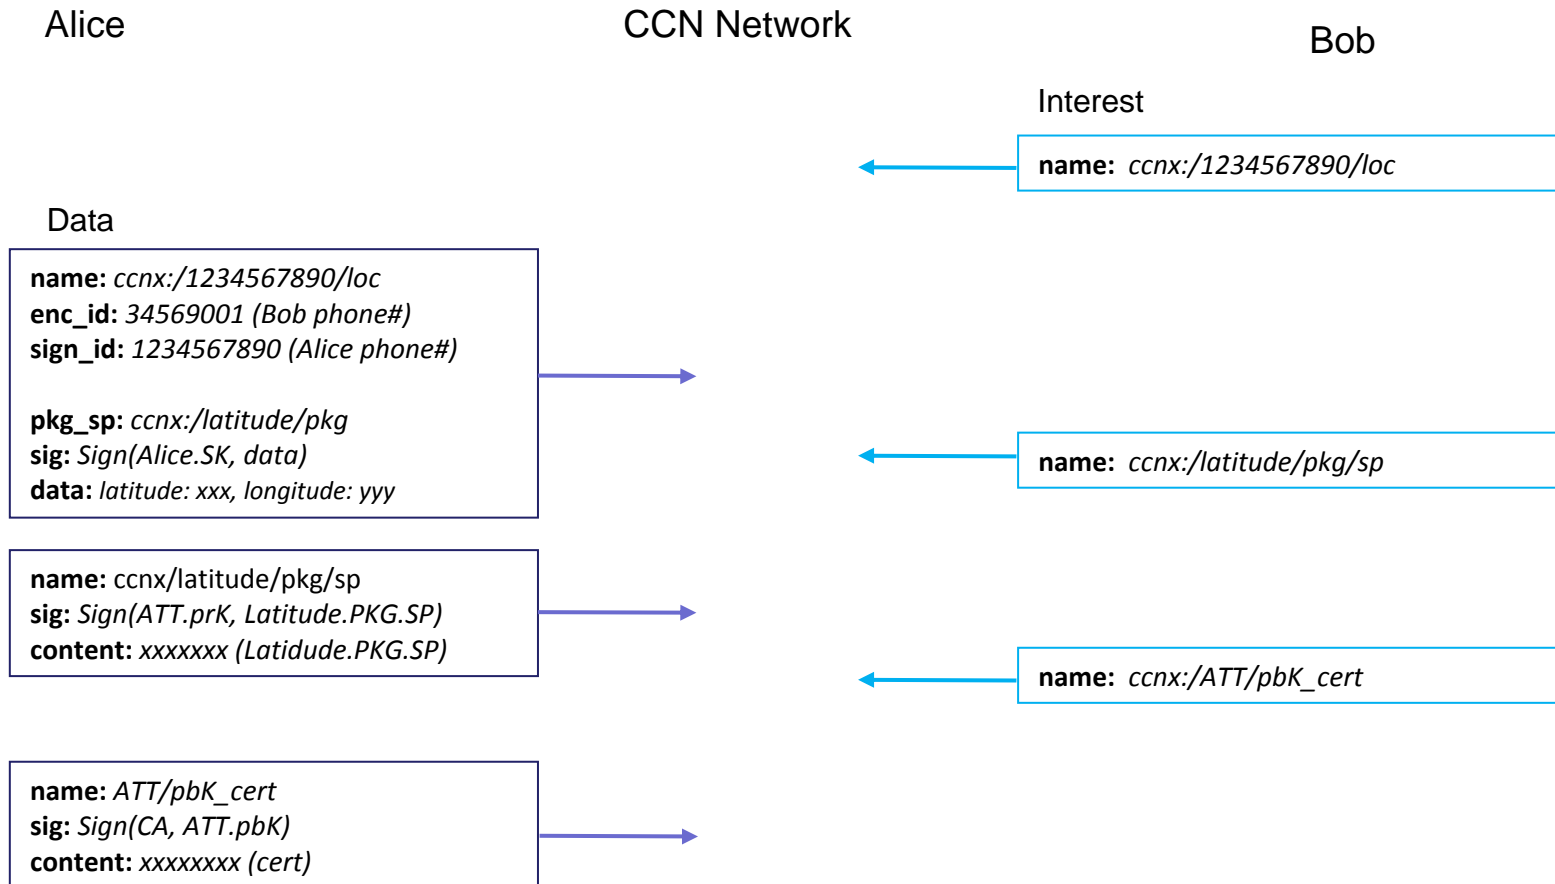 Alice
CCN Network
Bob
Interest
name: ccnx:/1234567890/loc
Data
name: ccnx:/1234567890/loc
enc_id: 34569001 (Bob phone#)
sign_id: 1234567890 (Alice phone#)
pkg_sp: ccnx:/latitude/pkg
sig: Sign(Alice.SK, data)
data: latitude: xxx, longitude: yyy
name: ccnx:/latitude/pkg/sp
name: ccnx/latitude/pkg/sp
sig: Sign(ATT.prK, Latitude.PKG.SP)
content: xxxxxxx (Latidude.PKG.SP)
name: ccnx:/ATT/pbK_cert
name: ATT/pbK_cert
sig: Sign(CA, ATT.pbK)
content: xxxxxxxx (cert)